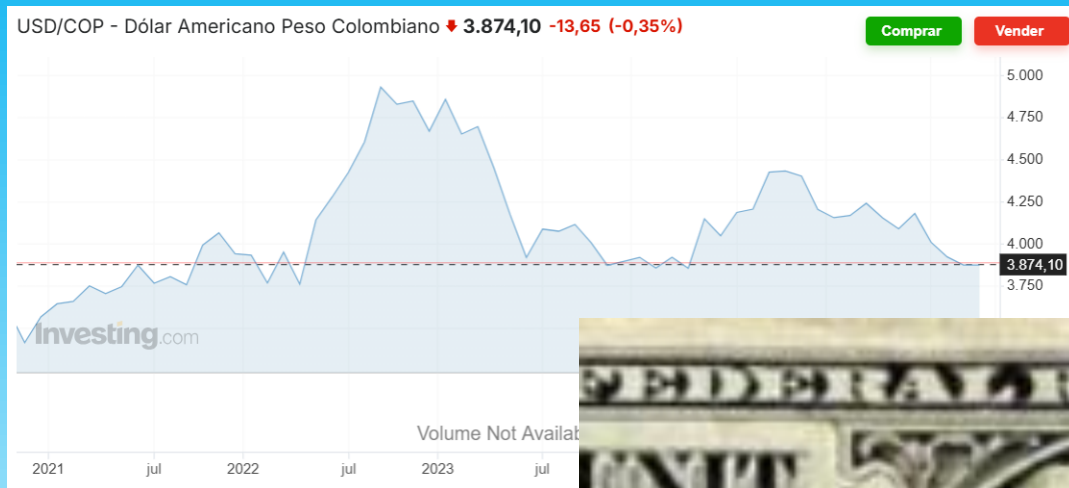 USD/COP - Dólar Americano Peso Colombiano 3.874,10 -13,65 (-0,35%)
Comprar
Vender
5.000
4.750
4.500
4.250
4.000
3.874,10
3.750
Investing.com
Volume Not Availab
2021 jul 2022 jul 2023 jul
FEDERAL